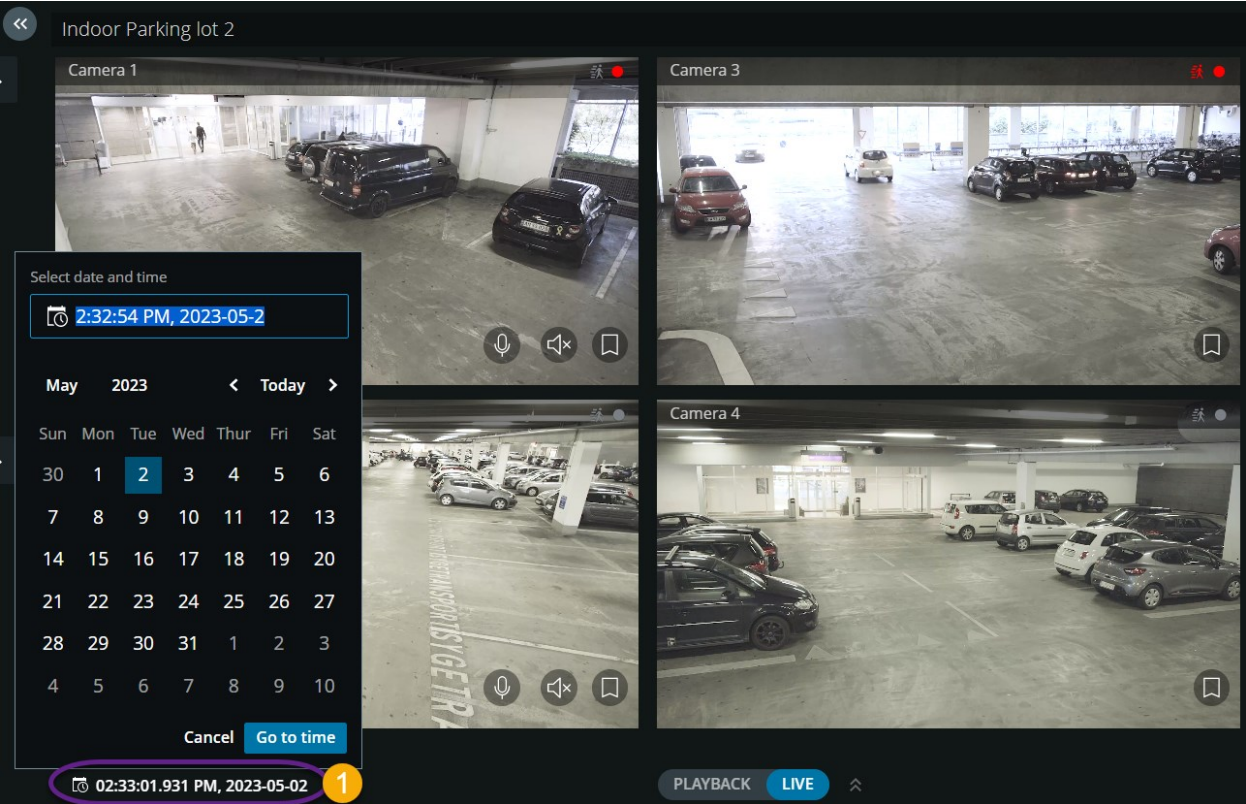 Indoor Parking lot 2
Camera 1
Camera 3
Select date and time
2:32:54 PM, 2023-05-2
May 2023 Today
Sun Mon Tue Wed Thur Fri Sat
30 1 2 3 4 5 6
7 8 9 10 11 12 13
14 15 16 17 18 19 20
21 22 23 24 25 26 27
28 29 30 31 1 2 3
4 5 6 7 8 9 10
Cancel Go to time
Camera 4
02:33:01.931 PM, 2023-05-02
1
PLAYBACK LIVE